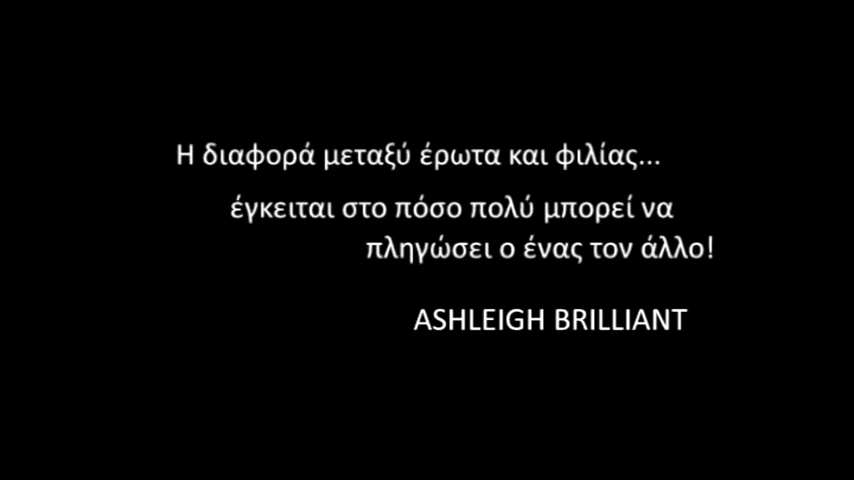 Η διαφορά μεταξύ έρωτα και φιλίας...
έγκειται στο πόσο πολύ μπορεί να
πληγώσει ο ένας τον άλλο!
ASHLEIGH BRILLIANT